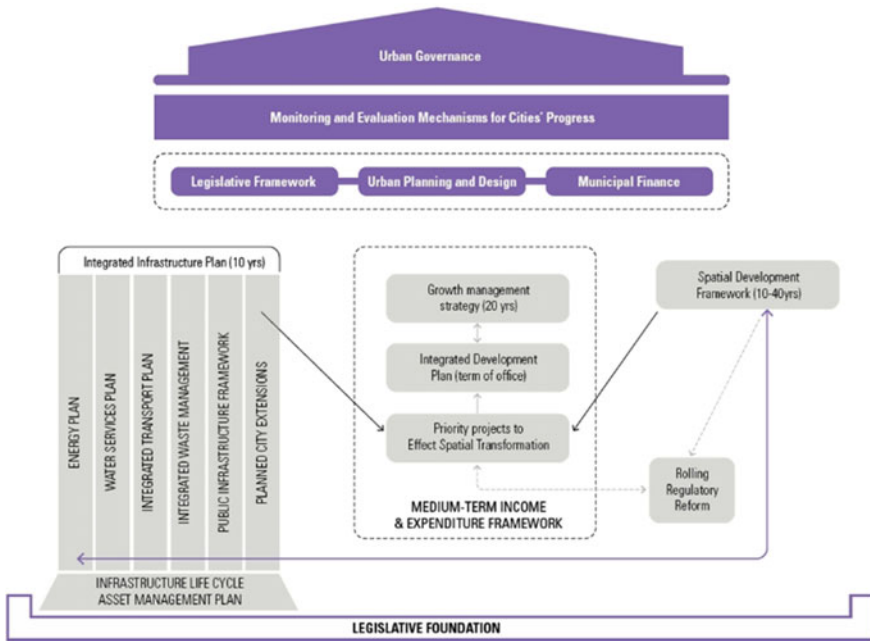 Urban Governance
Monitoring and Evaluation Mechanisms for Cities' Progress
Legislative Framework
Urban Planning and Design
Municipal Finance
Integrated Infrastructure Plan (10 yrs)
ENERGY PLAN
WATER SERVICES PLAN
INTEGRATED TRANSPORT PLAN
INTEGRATED WASTE MANAGEMENT
PUBLIC INFRASTRUCTURE FRAMEWORK
PLANNED CITY EXTENSIONS
INFRASTRUCTURE LIFE CYCLE
ASSET MANAGEMENT PLAN
Growth management
strategy (20 yrs)
Integrated Development
Plan (term of office)
Priority projects to
Effect Spatial Transformation
MEDIUM-TERM INCOME
& EXPENDITURE FRAMEWORK
Spatial Development
Framework (10-40yrs)
Rolling
Regulatory
Reform
LEGISLATIVE FOUNDATION